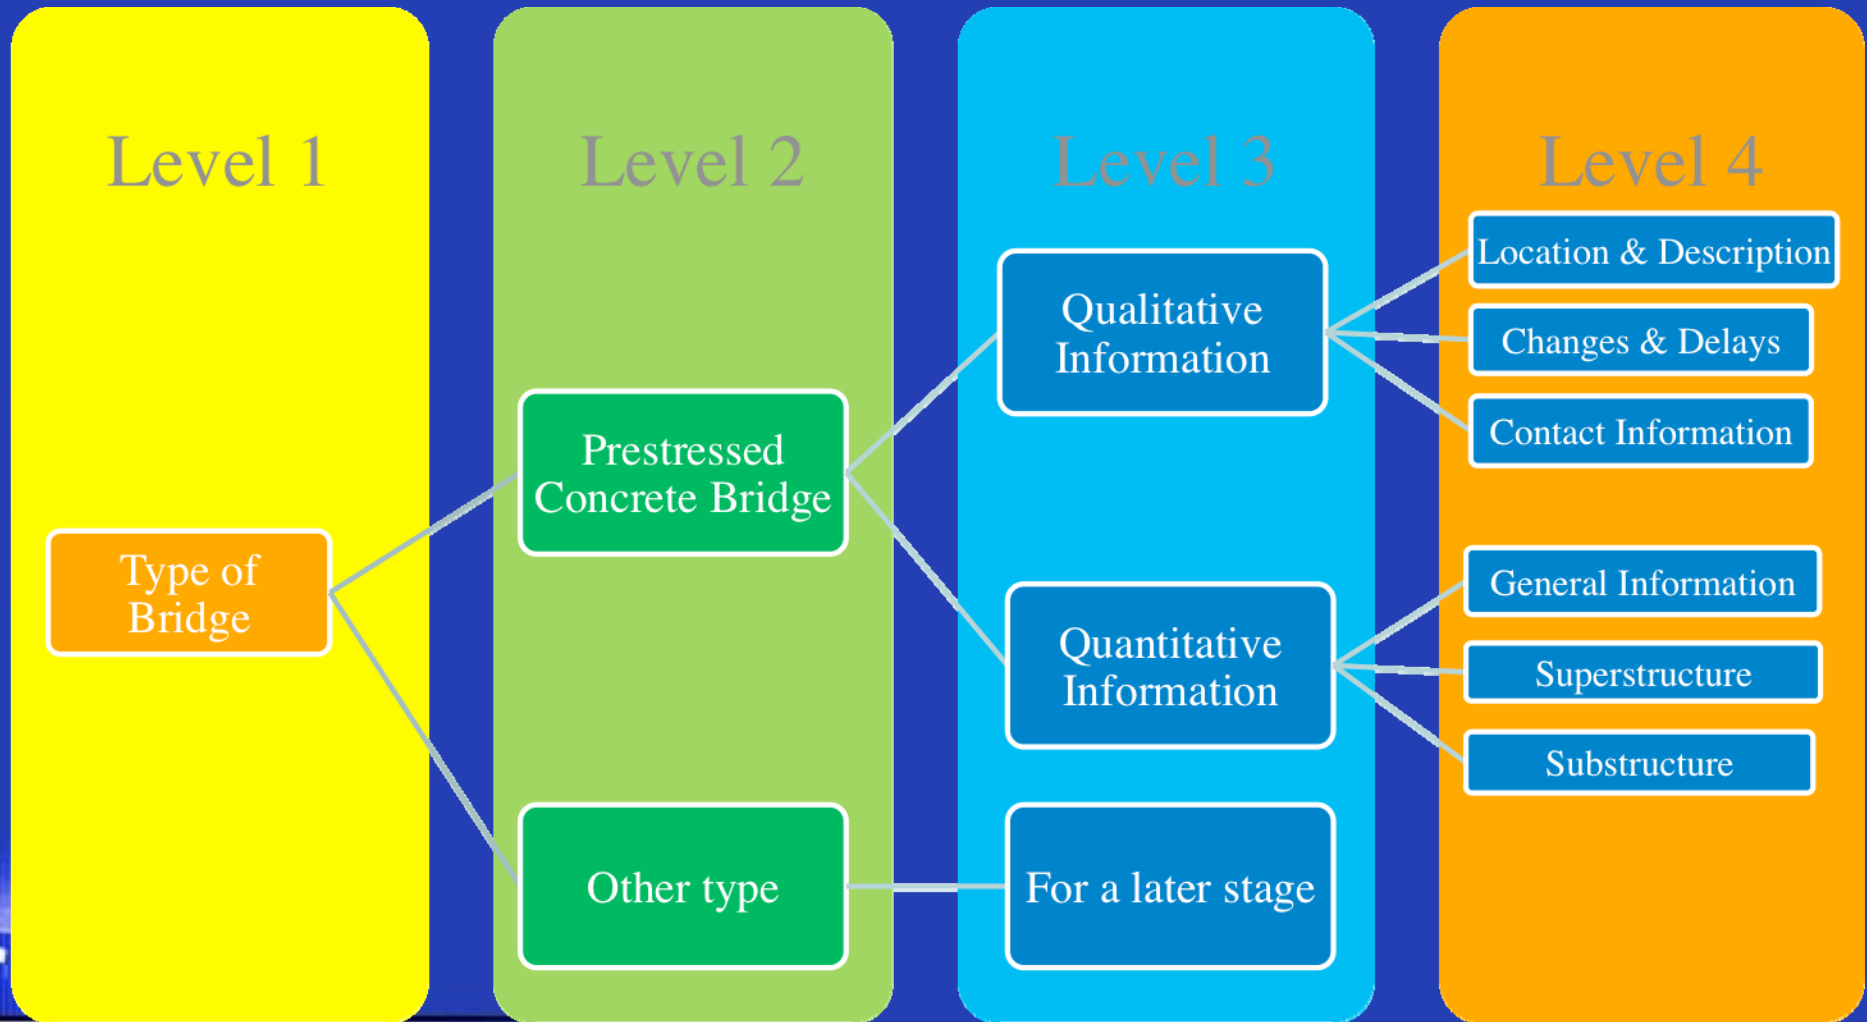 Level 1
Level 2
Level 3
Level 4
Type of
Bridge
Prestressed
Concrete Bridge
Other type
Qualitative
Information
Quantitative
Information
For a later stage
Location & Description
Changes & Delays
Contact Information
General Information
Superstructure
Substructure